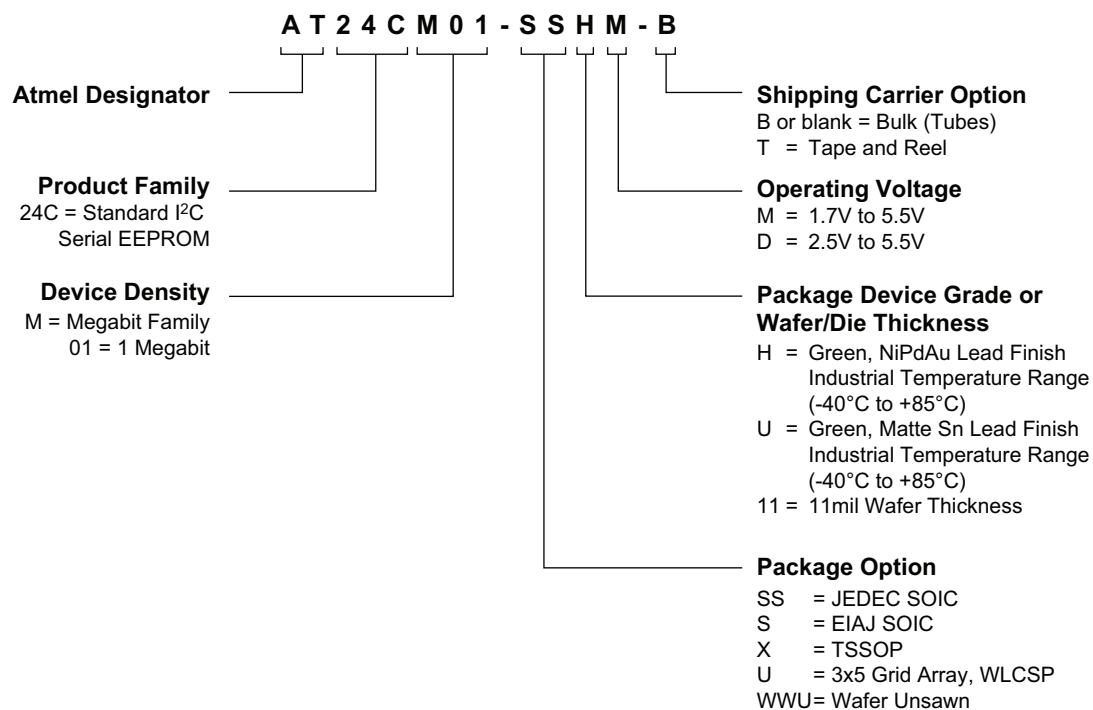 AT24CM01-SSHM-B
Atmel Designator
Product Family
24C = Standard I²C
Serial EEPROM
Device Density
M = Megabit Family
01 = 1 Megabit
Shipping Carrier Option
B or blank = Bulk (Tubes)
T = Tape and Reel
Operating Voltage
M = 1.7V to 5.5V
D = 2.5V to 5.5V
Package Device Grade or
Wafer/Die Thickness
H = Green, NiPdAu Lead Finish
Industrial Temperature Range
(-40°C to +85°C)
U = Green, Matte Sn Lead Finish
Industrial Temperature Range
(-40°C to +85°C)
11 = 11mil Wafer Thickness
Package Option
SS = JEDEC SOIC
S = EIAJ SOIC
X = TSSOP
U = 3x5 Grid Array, WLCSP
WWU= Wafer Unsawn